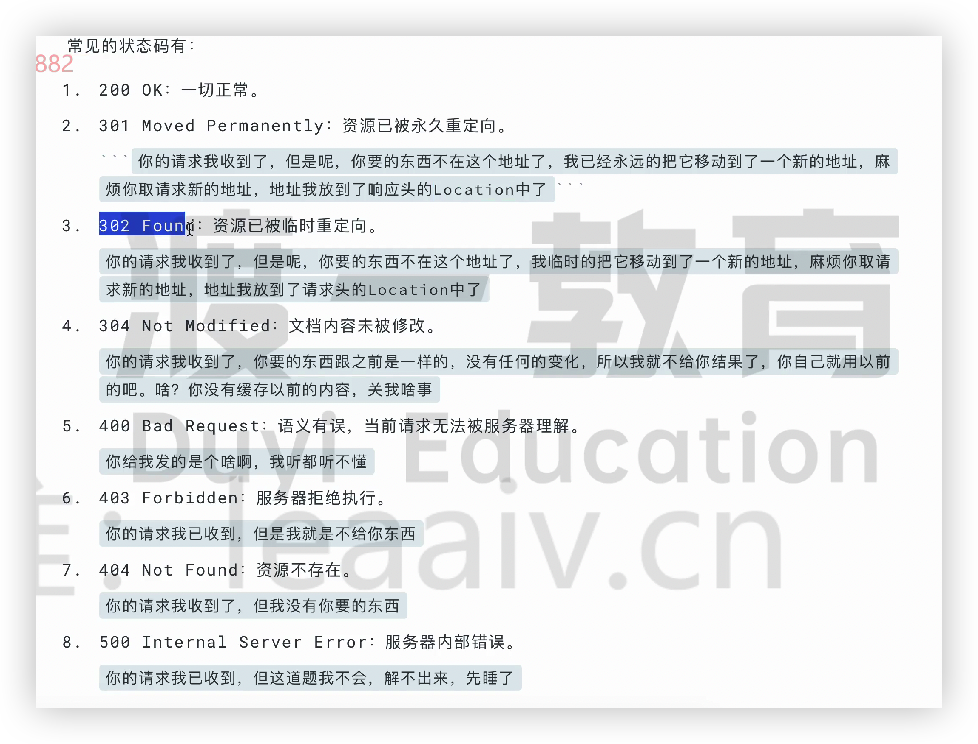 常见的状态码有：
882
1. 200 OK：一切正常。
2. 301 Moved Permanently：资源已被永久重定向。
``` 你的请求我收到了，但是呢，你要的东西不在这个地址了，我已经永远的把它移动到了一个新的地址，麻
烦你取请求新的地址，地址我放到了响应头的Location中了 ```
3. 302 Found：资源已被临时重定向。
你的请求我收到了，但是呢，你要的东西不在这个地址了，我临时的把它移动到了一个新的地址，麻烦你取请
求新的地址，地址我放到了请求头的Location中了
4. 304 Not Modified：文档内容未被修改。
你的请求我收到了，你要的东西跟之前是一样的，没有任何的变化，所以我就不给你结果了，你自己就用以前
的吧。啥？你没有缓存以前的内容，关我啥事
5. 400 Bad Request：语义有误，当前请求无法被服务器理解。
你给我发的是个啥啊，我听都听不懂
6. 403 Forbidden：服务器拒绝执行。
你的请求我已收到，但是我就是不给你东西
7. 404 Not Found：资源不存在。
你的请求我收到了，但我没有你要的东西
8. 500 Internal Server Error：服务器内部错误。
你的请求我已收到，但这道题我不会，解不出来，先睡了
渡一教育
Duyi Education
leaaiv.cn